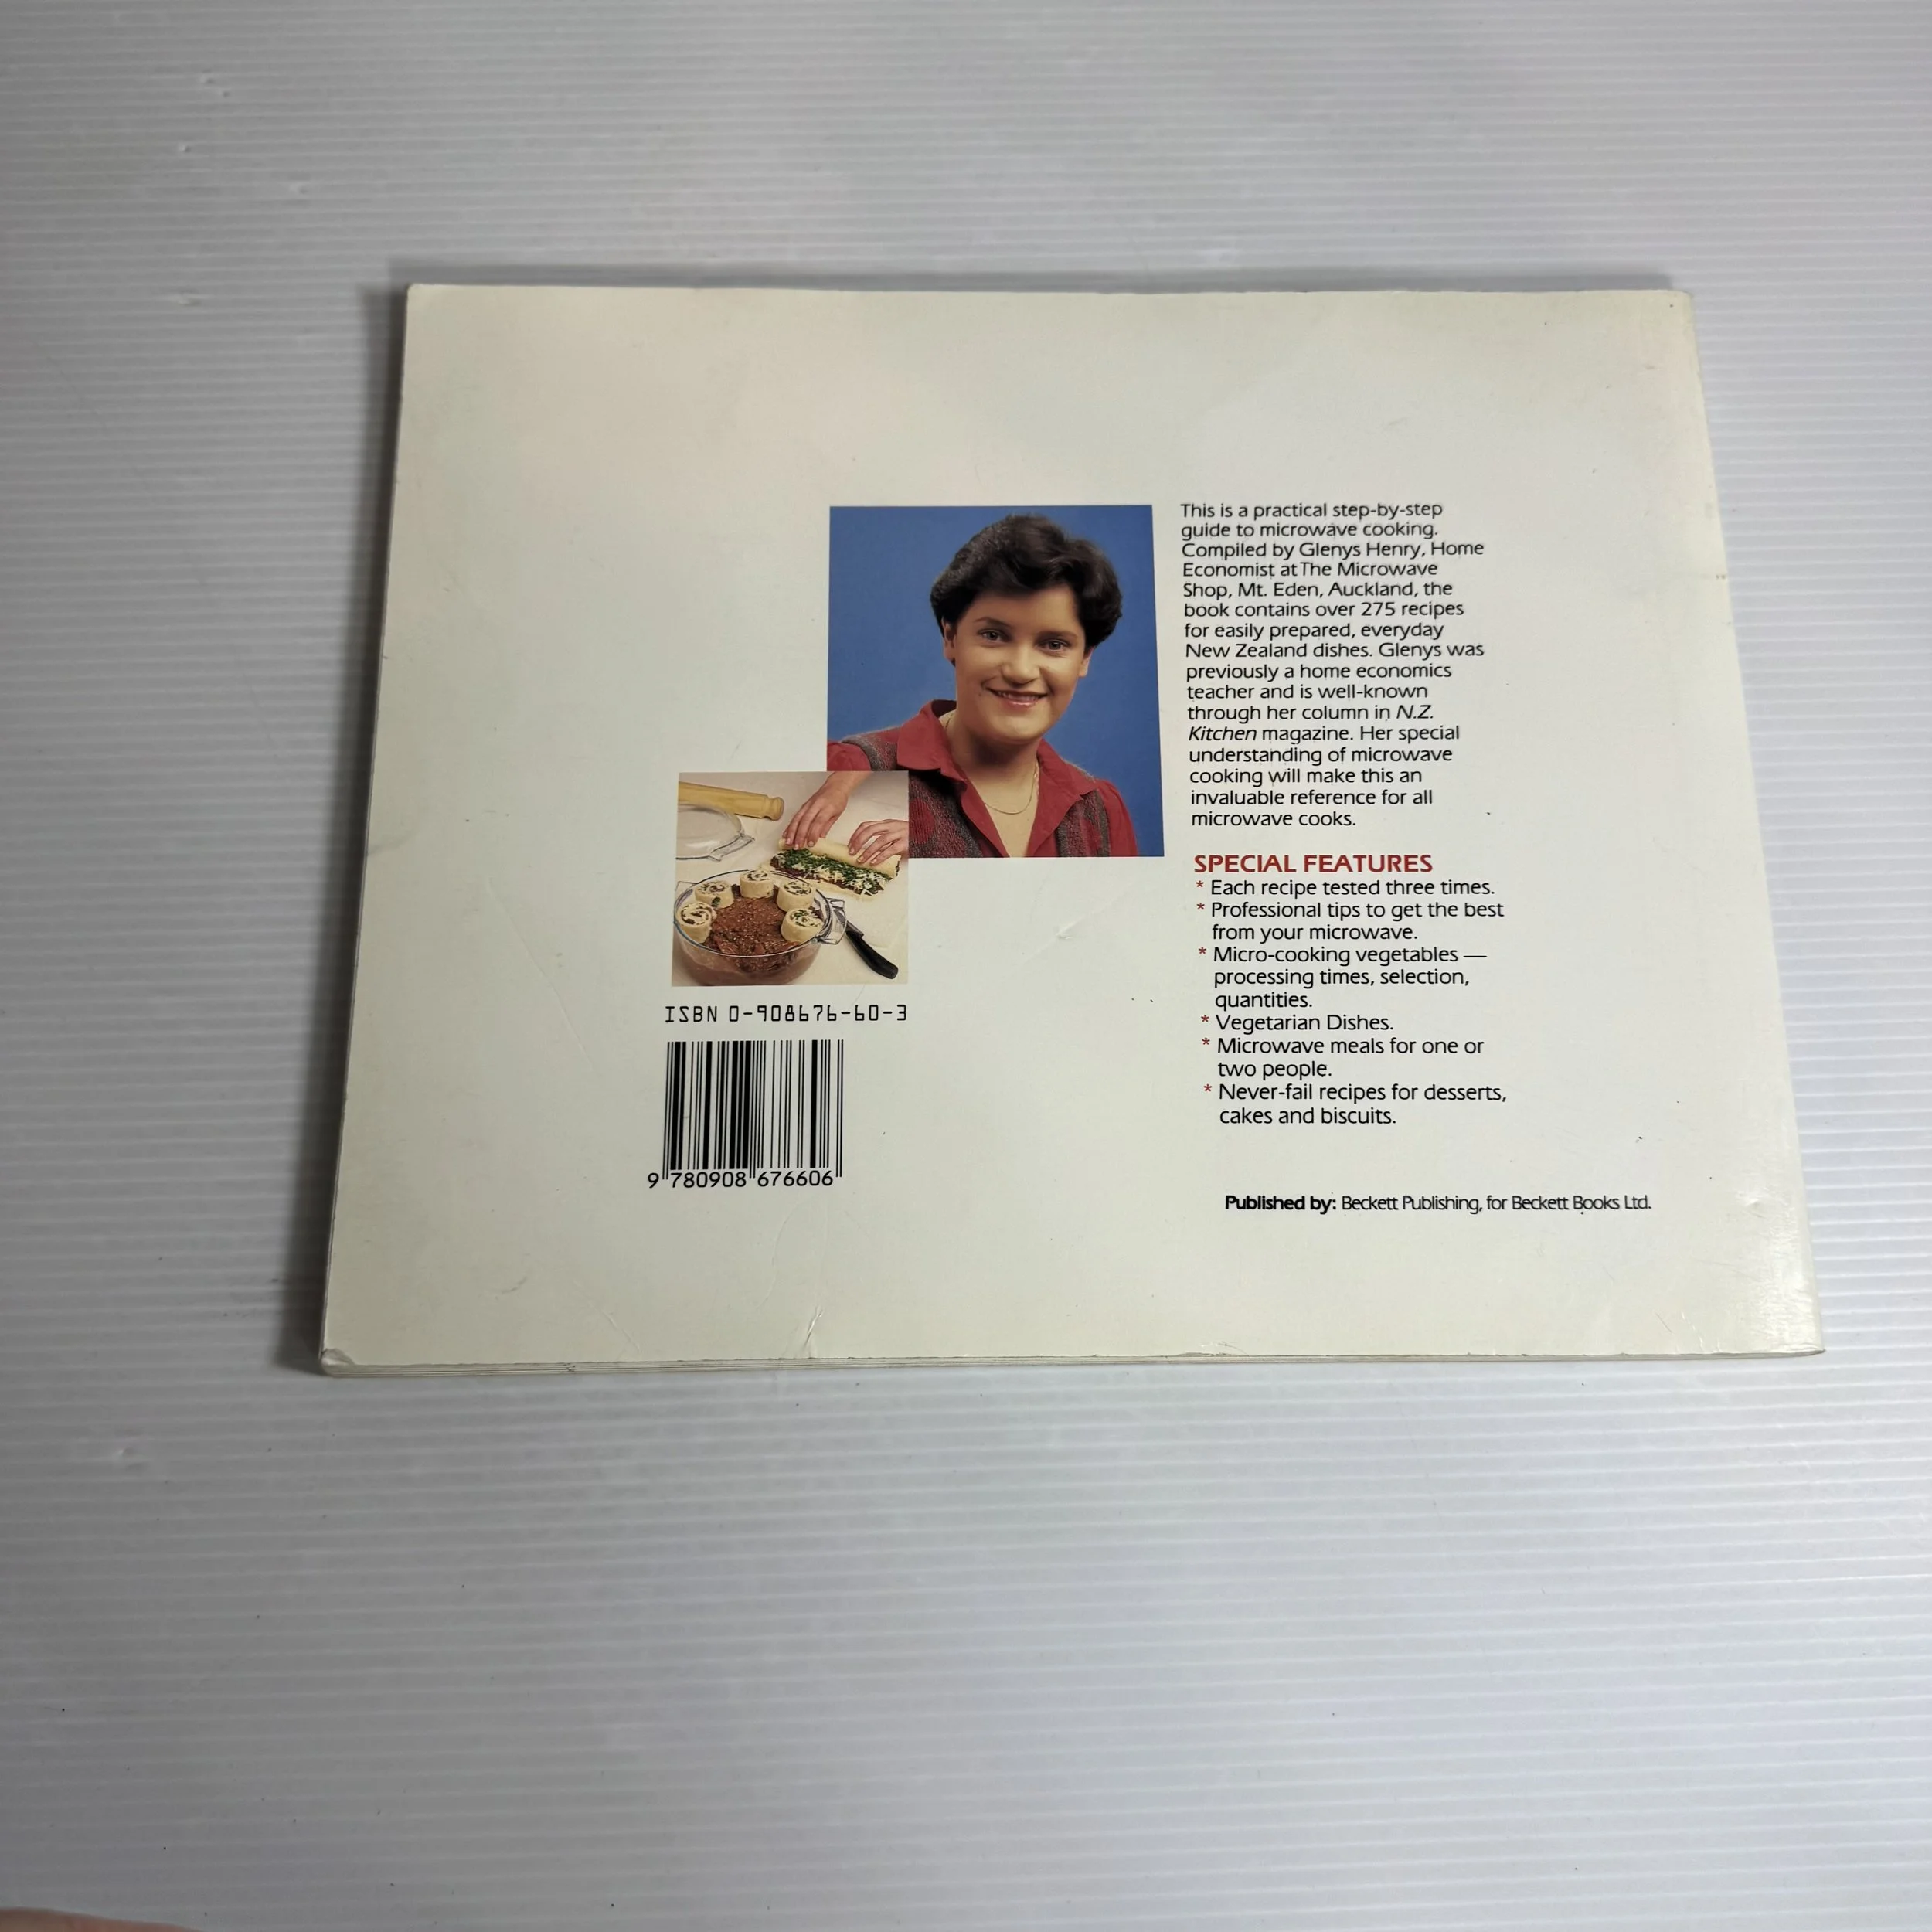 This is a practical step-by-step
guide to microwave cooking.
Compiled by Glenys Henry, Home
Economist at The Microwave
Shop, Mt. Eden, Auckland, the
book contains over 275 recipes
for easily prepared, everyday
New Zealand dishes. Glenys was
previously a home economics
teacher and is well-known
through her column in N.Z.
Kitchen magazine. Her special
understanding of microwave
cooking will make this an
invaluable reference for all
microwave cooks.
SPECIAL FEATURES
* Each recipe tested three times.
* Professional tips to get the best
from your microwave.
* Micro-cooking vegetables —
processing times, selection,
quantities.
* Vegetarian Dishes.
* Microwave meals for one or
two people.
* Never-fail recipes for desserts,
cakes and biscuits.
ISBN 0-908676-60-3
9 780908 676606
Published by: Beckett Publishing, for Beckett Books Ltd.